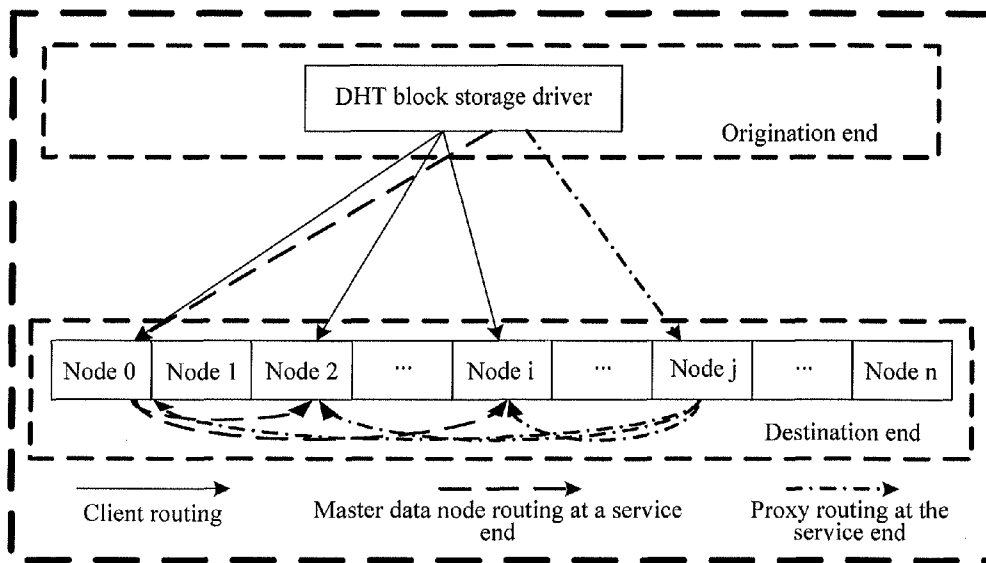 DHT block storage driver
Origination end
Node 0 Node 1 Node 2 ... Node i ... Node j ... Node n
Destination end
Client routing
Master data node routing at a service
end
Proxy routing at the
service end